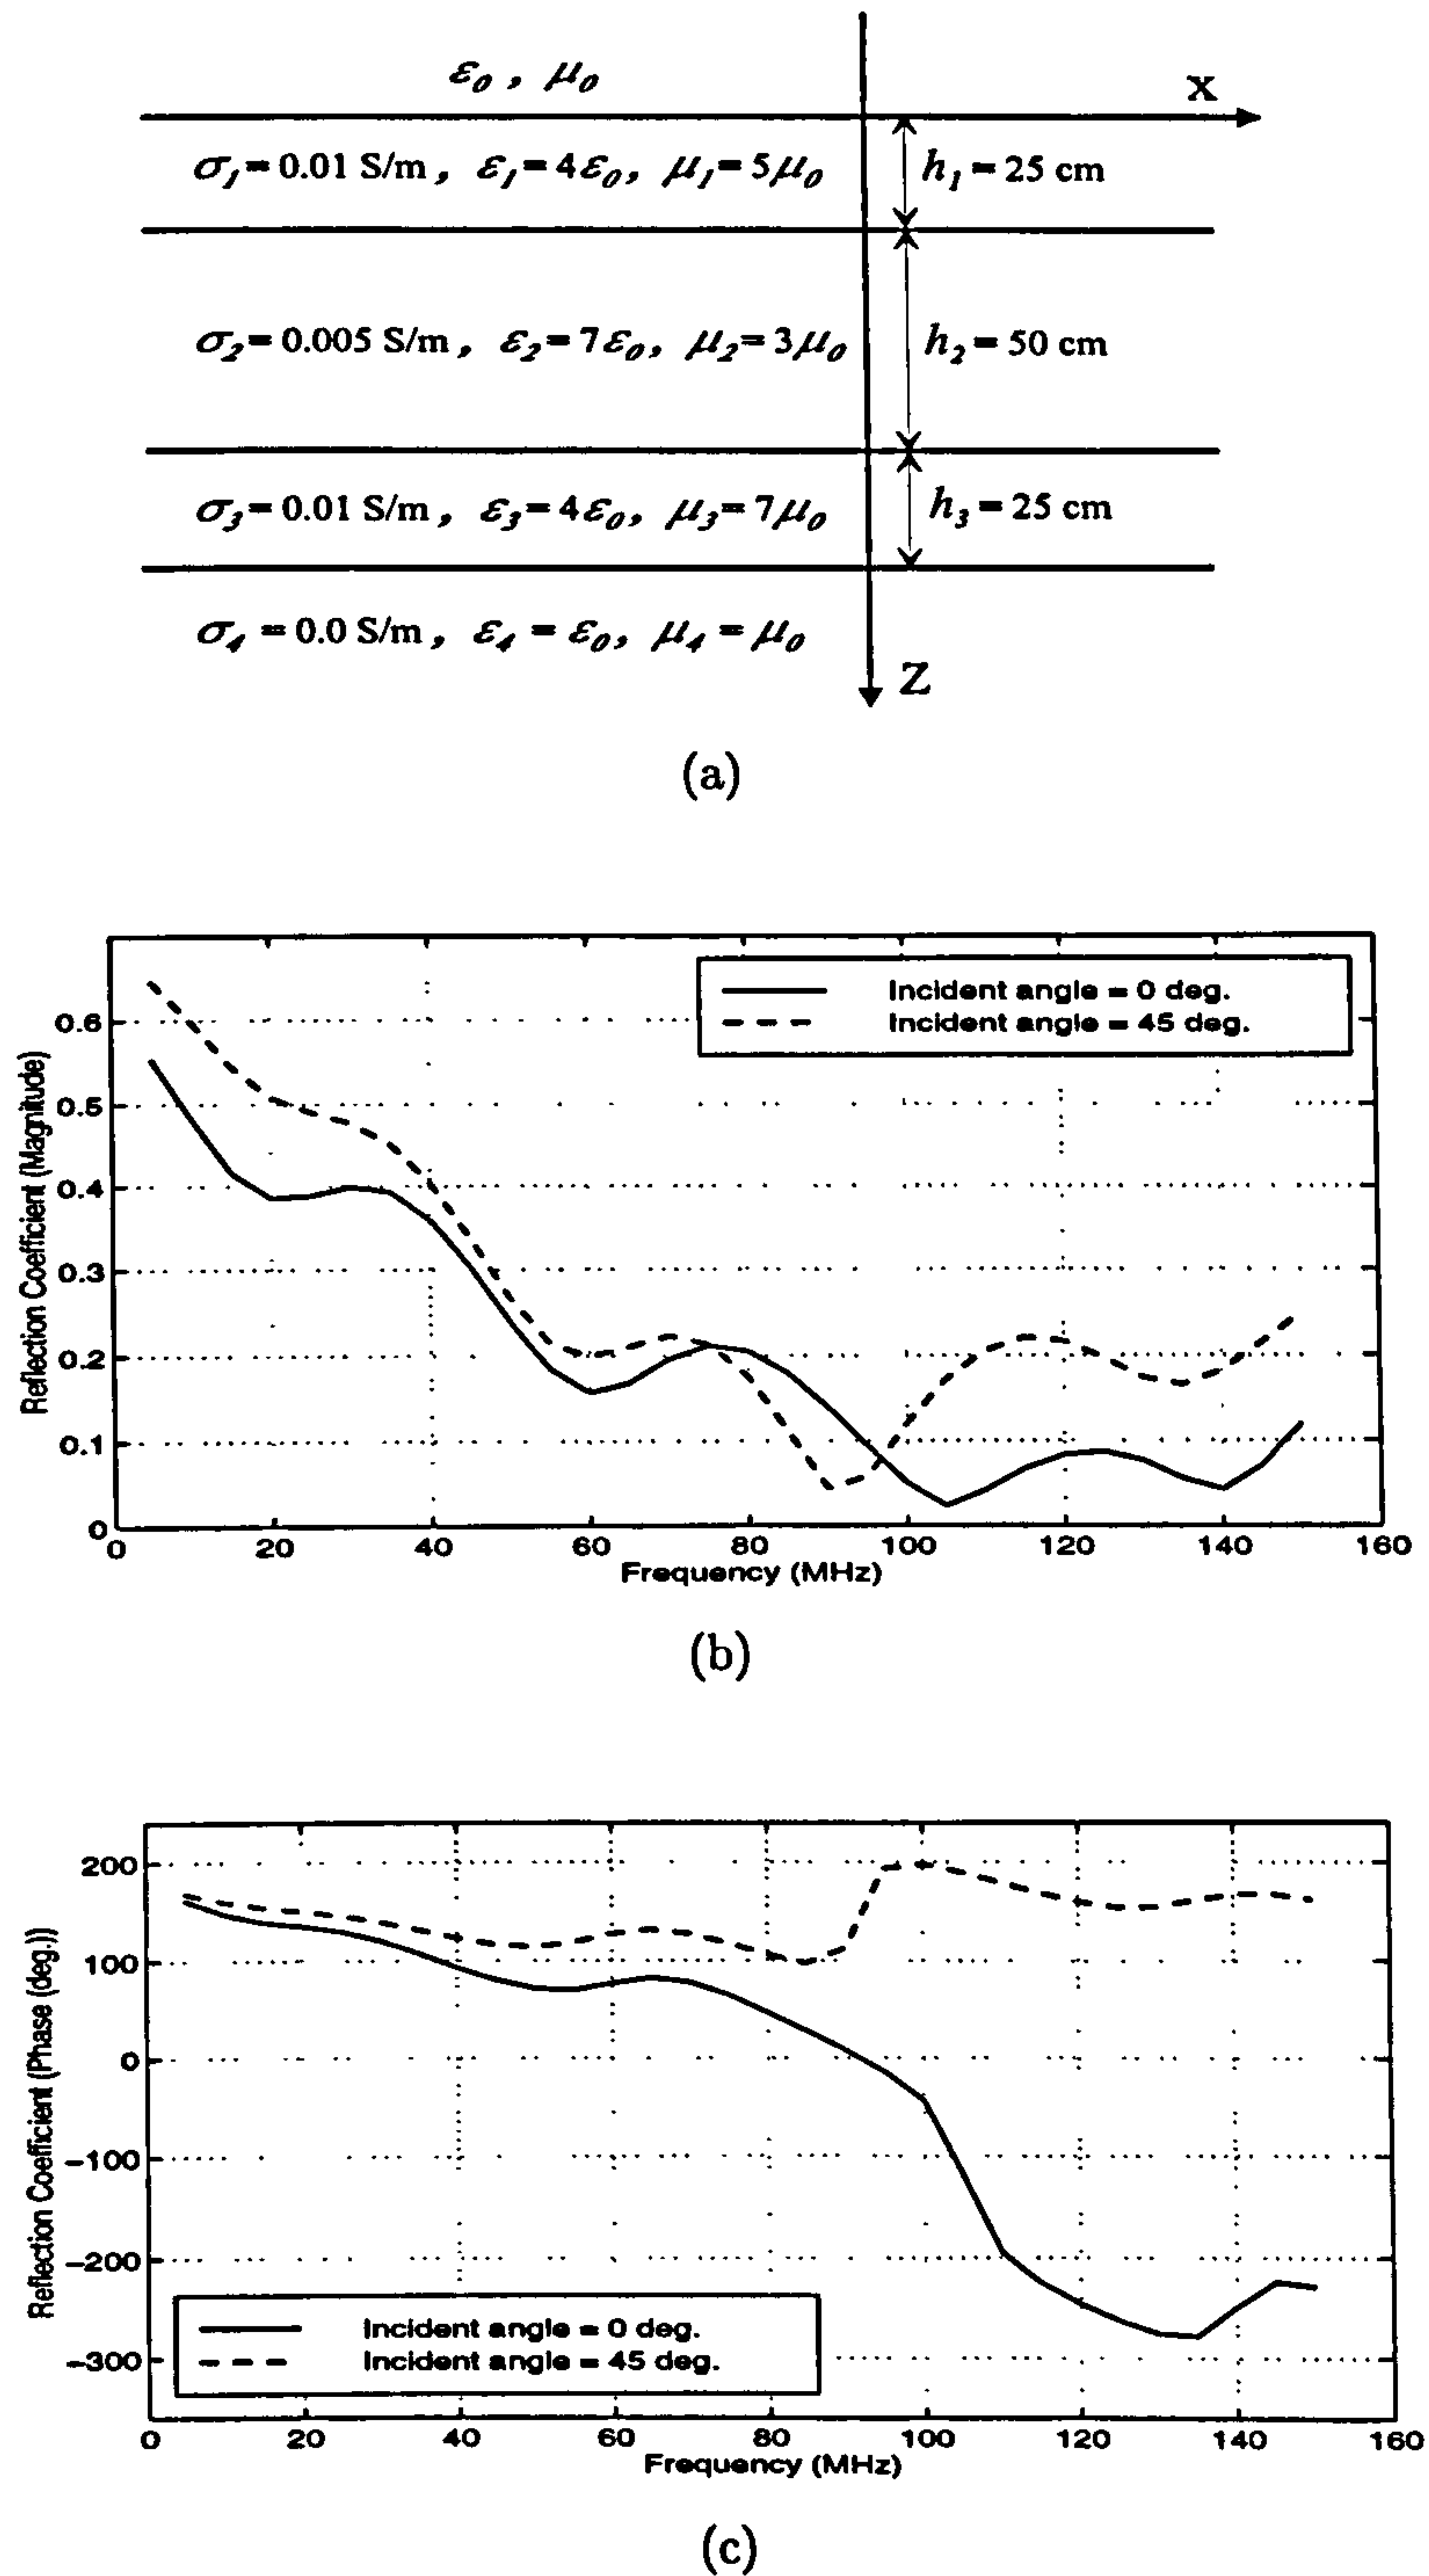 ε₀ , μ₀
X
σ₁ = 0.01 S/m , ε₁ = 4ε₀, μ₁ = 5μ₀
h₁ = 25 cm
σ₂ = 0.005 S/m , ε₂ = 7ε₀, μ₂ = 3μ₀
h₂ = 50 cm
σ₃ = 0.01 S/m , ε₃ = 4ε₀, μ₃ = 7μ₀
h₃ = 25 cm
σ₄ = 0.0 S/m , ε₄ = ε₀, μ₄ = μ₀
Z
(a)
Incident angle = 0 deg.
Incident angle = 45 deg.
Reflection Coefficient (Magnitude)
0.6
0.5
0.4
0.3
0.2
0.1
0
0 20 40 60 80 100 120 140 160
Frequency (MHz)
(b)
Reflection Coefficient (Phase (deg.))
200
100
0
−100
−200
−300
Incident angle = 0 deg.
Incident angle = 45 deg.
0 20 40 60 80 100 120 140 160
Frequency (MHz)
(c)